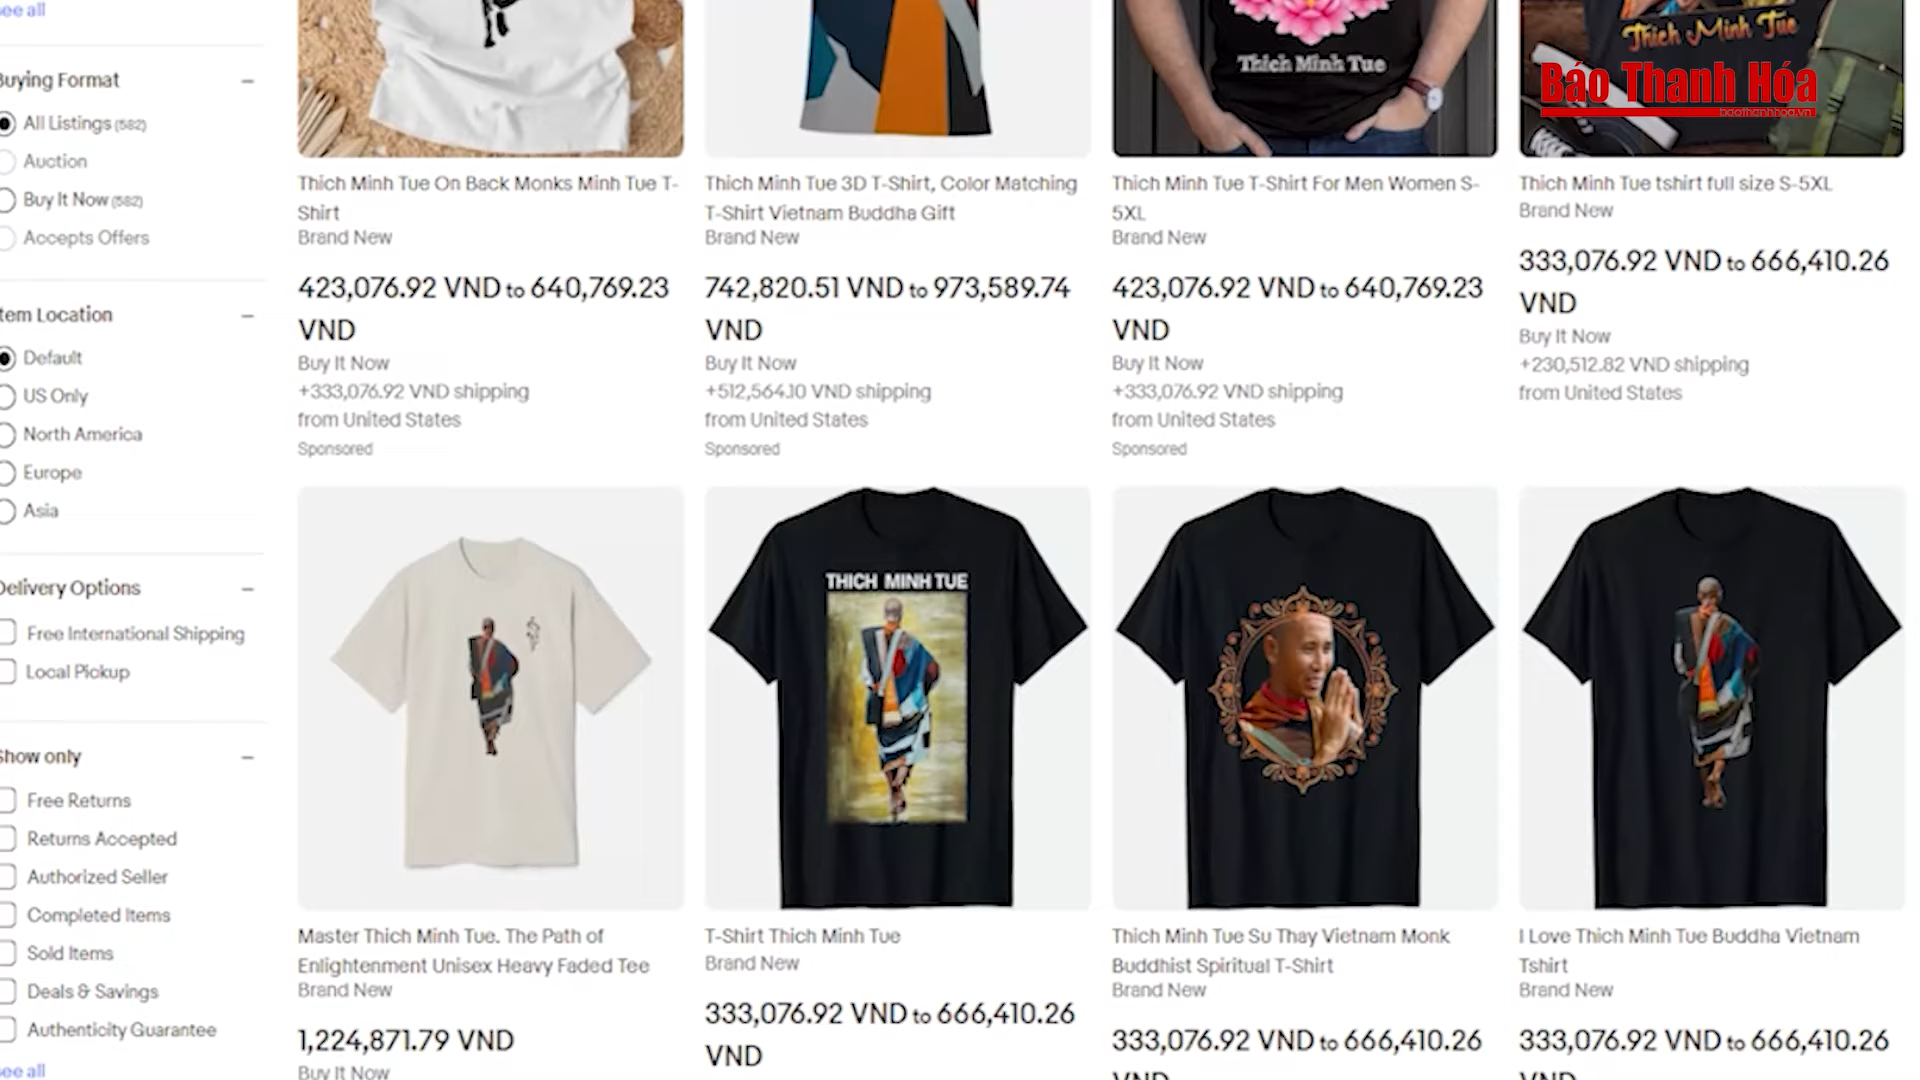 see all
Buying Format
All Listings (582)
Auction
Buy It Now (582)
Accepts Offers
Item Location
Default
US Only
North America
Europe
Asia
Delivery Options
Free International Shipping
Local Pickup
Show only
Free Returns
Returns Accepted
Authorized Seller
Completed Items
Sold Items
Deals & Savings
Authenticity Guarantee
see all
Thich Minh Tue
Thich Minh Tue
Báo Thanh Hóa
baothanhhoa.vn
Thich Minh Tue On Back Monks Minh Tue T-
Shirt
Brand New
423,076.92 VND to 640,769.23
VND
Buy It Now
+333,076.92 VND shipping
from United States
Sponsored
Thich Minh Tue 3D T-Shirt, Color Matching
T-Shirt Vietnam Buddha Gift
Brand New
742,820.51 VND to 973,589.74
VND
Buy It Now
+512,564.10 VND shipping
from United States
Sponsored
Thich Minh Tue T-Shirt For Men Women S-
5XL
Brand New
423,076.92 VND to 640,769.23
VND
Buy It Now
+333,076.92 VND shipping
from United States
Sponsored
Thich Minh Tue tshirt full size S-5XL
Brand New
333,076.92 VND to 666,410.26
VND
Buy It Now
+230,512.82 VND shipping
from United States
THICH MINH TUE
Master Thich Minh Tue. The Path of
Enlightenment Unisex Heavy Faded Tee
Brand New
1,224,871.79 VND
Buy It Now
T-Shirt Thich Minh Tue
Brand New
333,076.92 VND to 666,410.26
VND
Thich Minh Tue Su Thay Vietnam Monk
Buddhist Spiritual T-Shirt
Brand New
333,076.92 VND to 666,410.26
VND
I Love Thich Minh Tue Buddha Vietnam
Tshirt
Brand New
333,076.92 VND to 666,410.26
VND